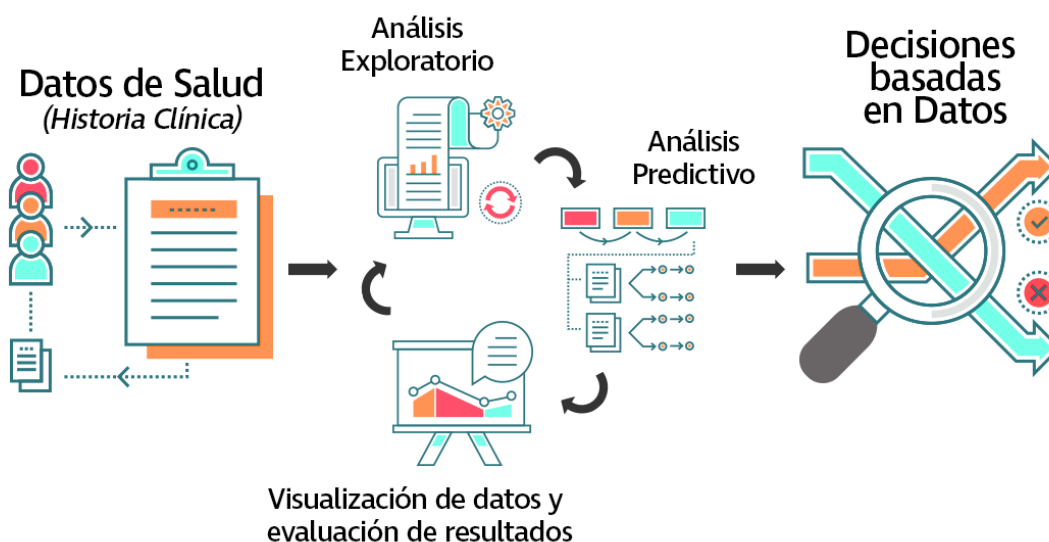 Datos de Salud
(Historia Clínica)
Análisis
Exploratorio
Análisis
Predictivo
Visualización de datos y
evaluación de resultados
Decisiones
basadas
en Datos